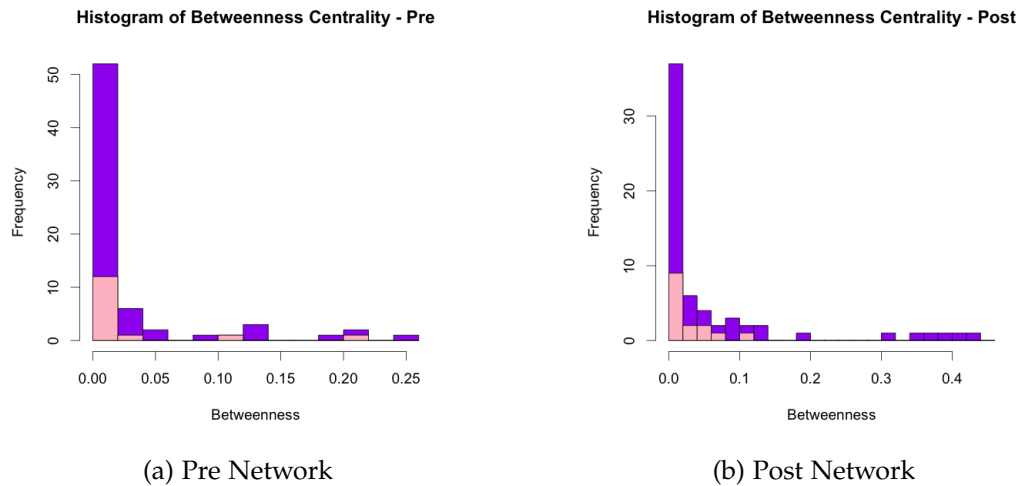 Histogram of Betweenness Centrality - Pre
Frequency
50
40
30
20
10
0
0.00 0.05 0.10 0.15 0.20 0.25
Betweenness
(a) Pre Network
Histogram of Betweenness Centrality - Post
Frequency
30
20
10
0
0.0 0.1 0.2 0.3 0.4
Betweenness
(b) Post Network